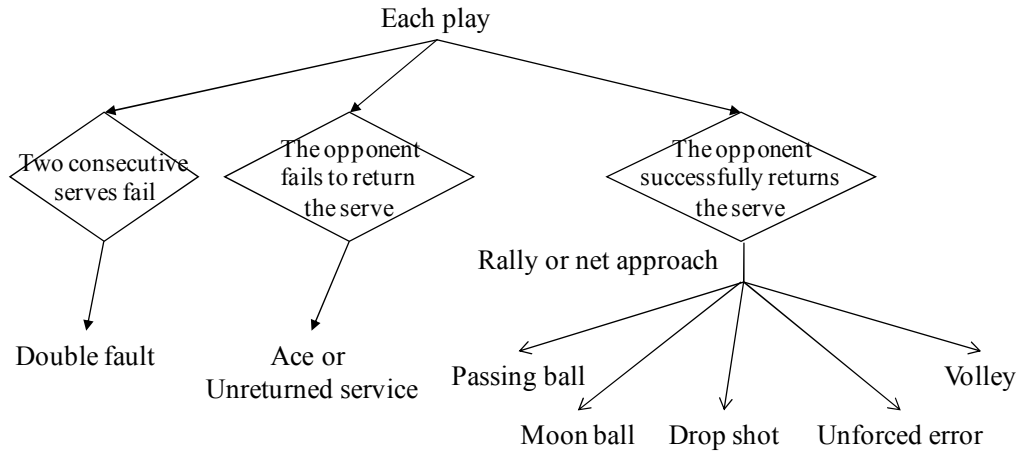 Each play
Two consecutive
serves fail
The opponent
fails to return
the serve
The opponent
successfully returns
the serve
Rally or net approach
Double fault
Ace or
Unreturned service
Passing ball
Volley
Moon ball
Drop shot
Unforced error